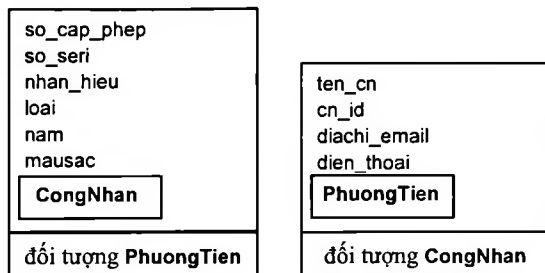 so_cap_phep
so_seri
nhan_hieu
loai
nam
mausac
CongNhan
đối tượng PhuongTien
ten_cn
cn_id
diachi_email
dien_thoai
PhuongTien
đối tượng CongNhan